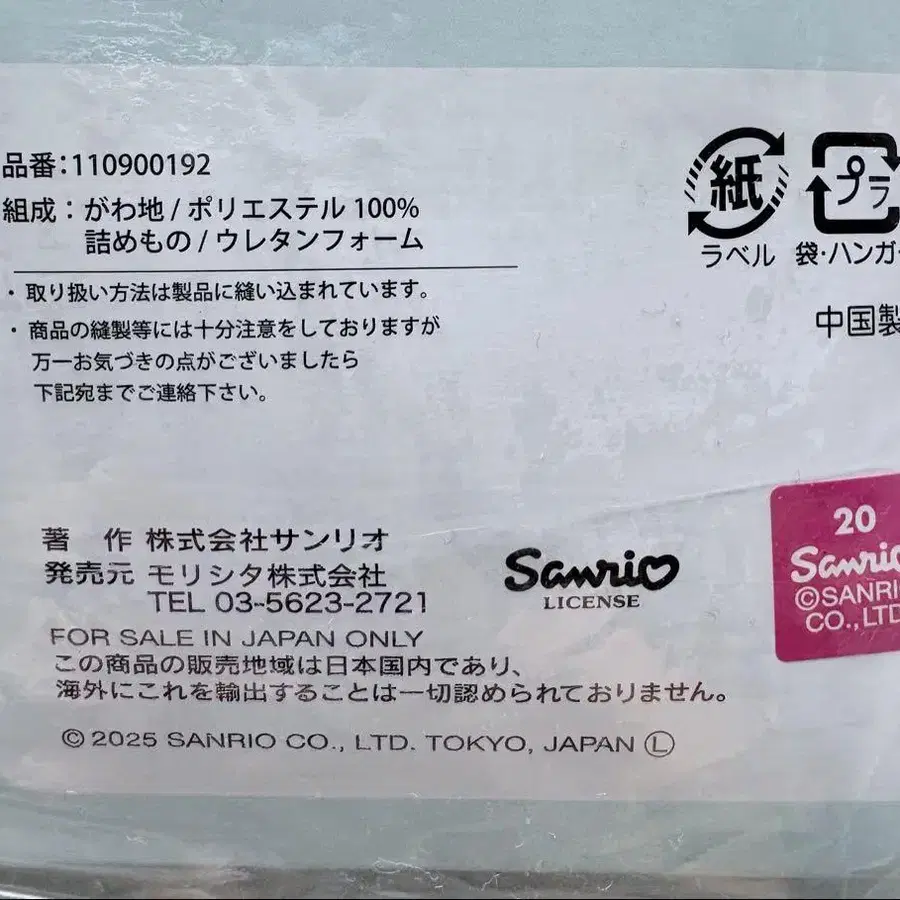 品番:110900192
組成：がわ地 / ポリエステル 100%
詰めもの / ウレタンフォーム
・取り扱い方法は製品に縫い込まれています。
・商品の縫製等には十分注意をしておりますが
万一お気づきの点がございましたら
下記宛までご連絡下さい。
紙
ラベル
プラ
袋・ハンガ
中国製
著　作 株式会社サンリオ
発売元 モリシタ株式会社
TEL 03-5623-2721
Sanrio
LICENSE
FOR SALE IN JAPAN ONLY
この商品の販売地域は日本国内であり、
海外にこれを輸出することは一切認められておりません。
© 2025 SANRIO CO., LTD. TOKYO, JAPAN Ⓛ
20
Sanrio
©SANRI
CO., LTD